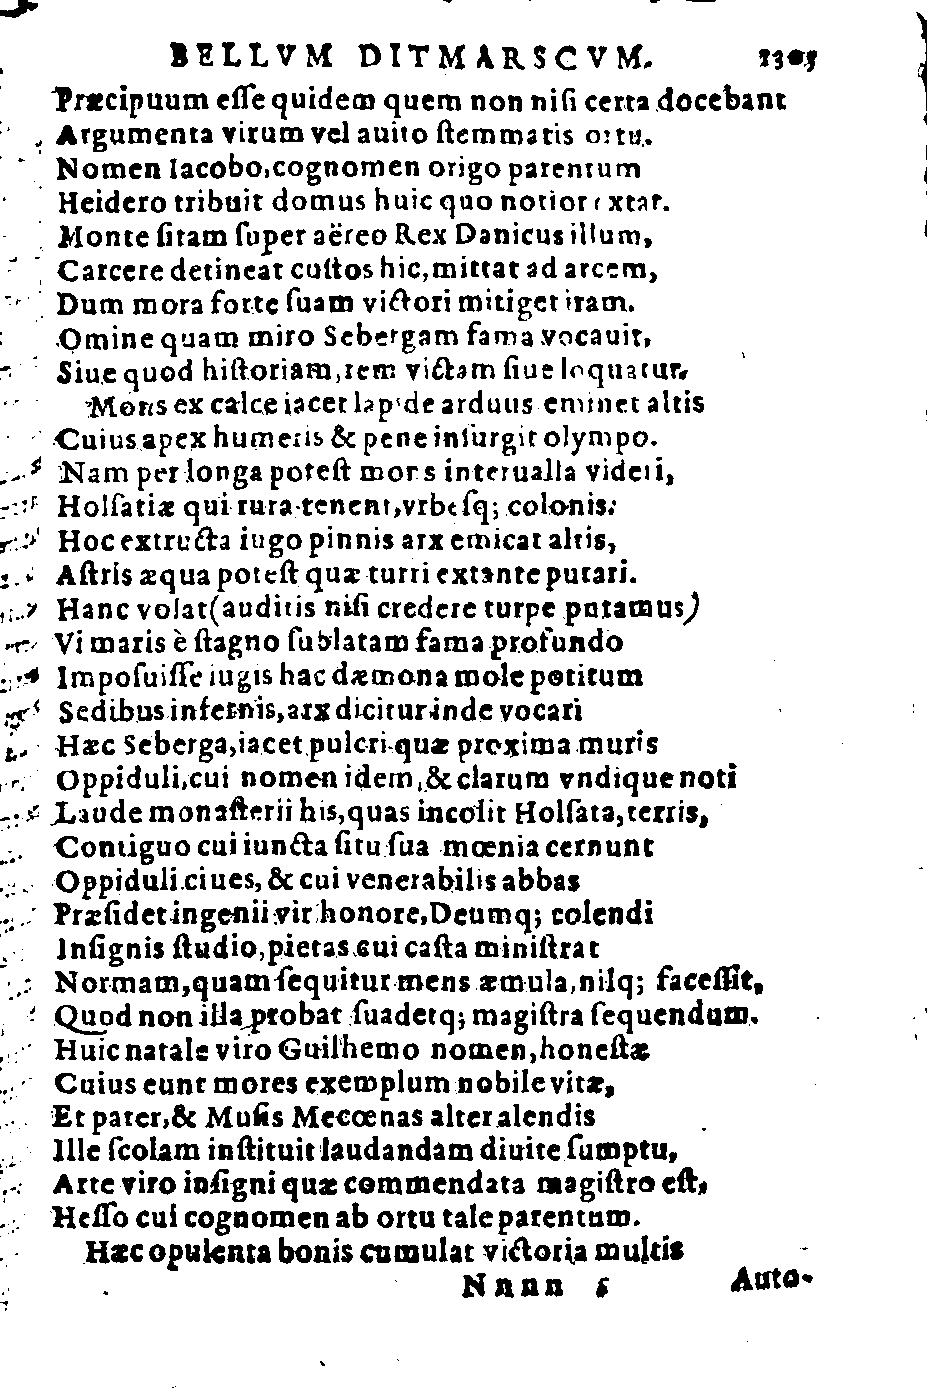 BELLVM DITMARSCVM. 1305
Præcipuum eſſe quidem quem non niſi certa docebant
Argumenta virum vel auito ſtemmatis ortu.
Nomen Iacobo, cognomen origo parentum
Heidero tribuit domus huic quo notior extat.
Monte ſitam ſuper aëreo Rex Danicus illum,
Carcere detineat cuſtos hic, mittat ad arcem,
Dum mora forte ſuam victori mitiget iram.
Omine quam miro Sebergam fama vocauit,
Siue quod hiſtoriam, rem victam ſiue loquatur,
Mons ex calce iacet lapide arduus eminet altis
Cuius apex humeris & pene inſurgit olympo.
Nam per longa poteſt mons interualla videri,
Holſatiæ qui rura tenent, vrbeſq; colonis:
Hoc extructa iugo pinnis arx emicat altis,
Aſtris æqua poteſt quæ turri extante putari.
Hanc volat (auditis niſi credere turpe putamus)
Vi maris è ſtagno ſublatam fama profundo
Impoſuiſſe iugis hac dæmona mole potitum
Sedibus infernis, arx dicitur inde vocari
Hæc Seberga, iacet pulcri quæ proxima muris
Oppiduli, cui nomen idem, & clarum vndique noti
Laude monaſterii his, quas incolit Holſata, terris,
Contiguo cui iuncta ſitu ſua mœnia cernunt
Oppiduli ciues, & cui venerabilis abbas
Præſidet ingenii vir honore, Deumq; colendi
Inſignis ſtudio, pietas cui caſta miniſtrat
Normam, quam ſequitur mens æmula, nilq; faceſſit,
Quod non illa probat ſuadetq; magiſtra ſequendum.
Huic natale viro Guilhemo nomen, honeſtæ
Cuius eunt mores exemplum nobile vitæ,
Et pater, & Muſis Mecœnas alter alendis
Ille ſcolam inſtituit laudandam diuite ſumptu,
Arte viro inſigni quæ commendata magiſtro eſt,
Heſſo cui cognomen ab ortu tale parentum.
Hæc opulenta bonis cumulat victoria multis
Nnnn 5 Auto-